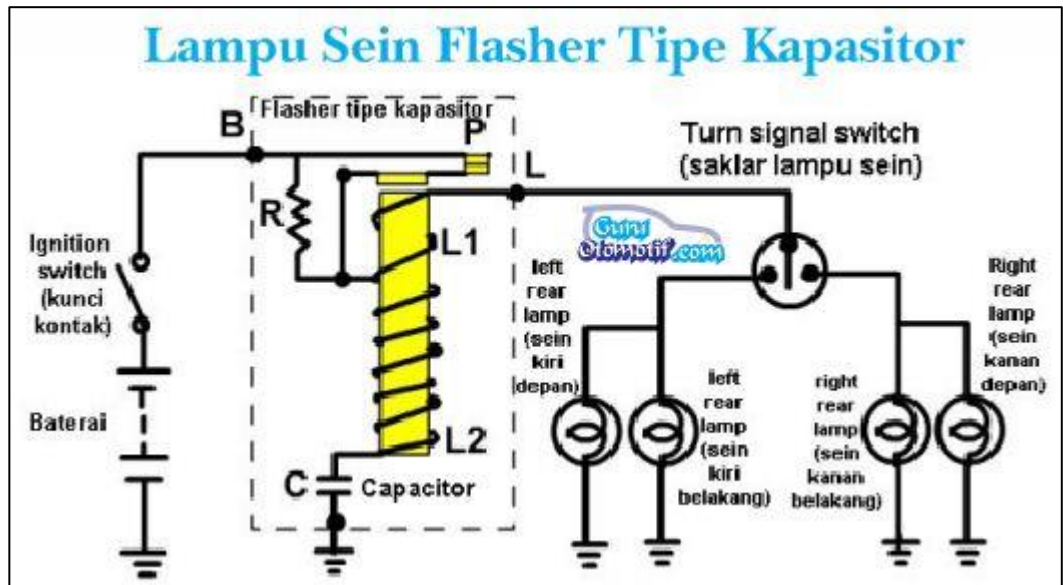 Lampu Sein Flasher Tipe Kapasitor
Flasher tipe kapasitor
B
P
L
Turn signal switch
(saklar lampu sein)
R
L1
Guru
Otomotif.com
Ignition
switch
(kunci
kontak)
left
rear
lamp
(sein
kiri
depan)
Right
rear
lamp
(sein
kanan
depan)
left
rear
lamp
(sein
kiri
belakang)
right
rear
lamp
(sein
kanan
belakang)
Baterai
L2
C
Capacitor